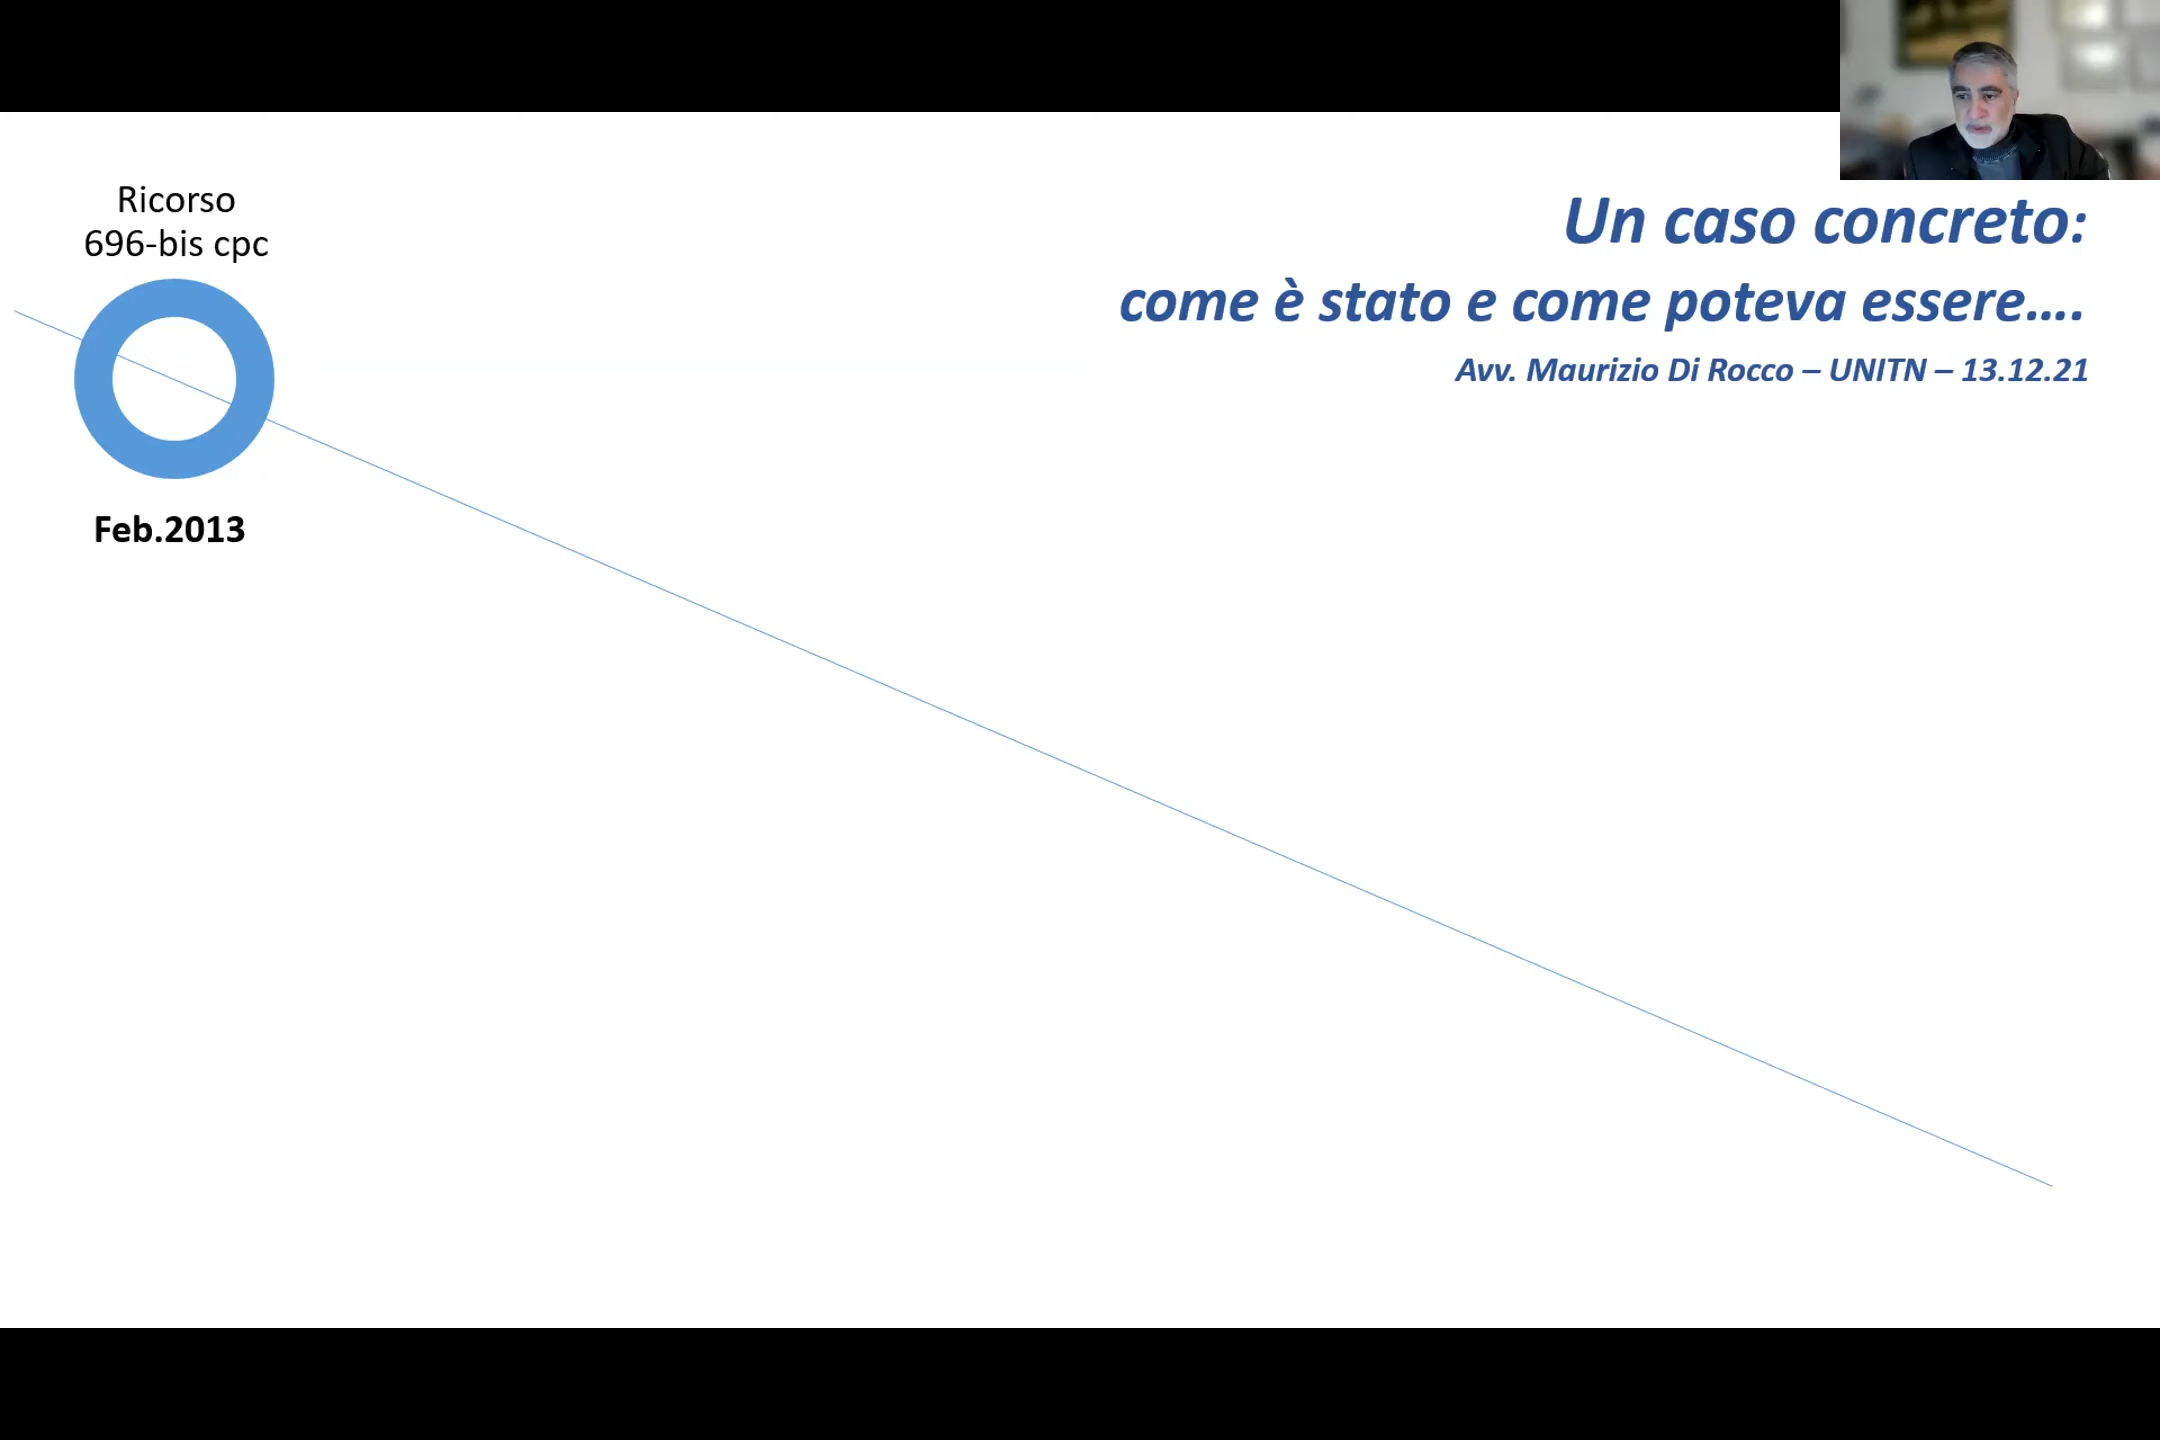 Ricorso
696-bis cpc
Feb.2013
Un caso concreto:
come è stato e come poteva essere....
Avv. Maurizio Di Rocco – UNITN – 13.12.21